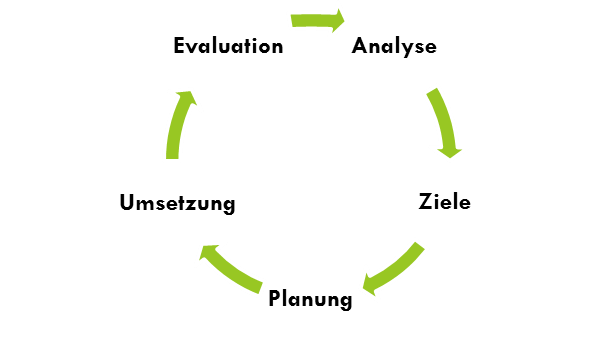 Evaluation
Analyse
Umsetzung
Ziele
Planung